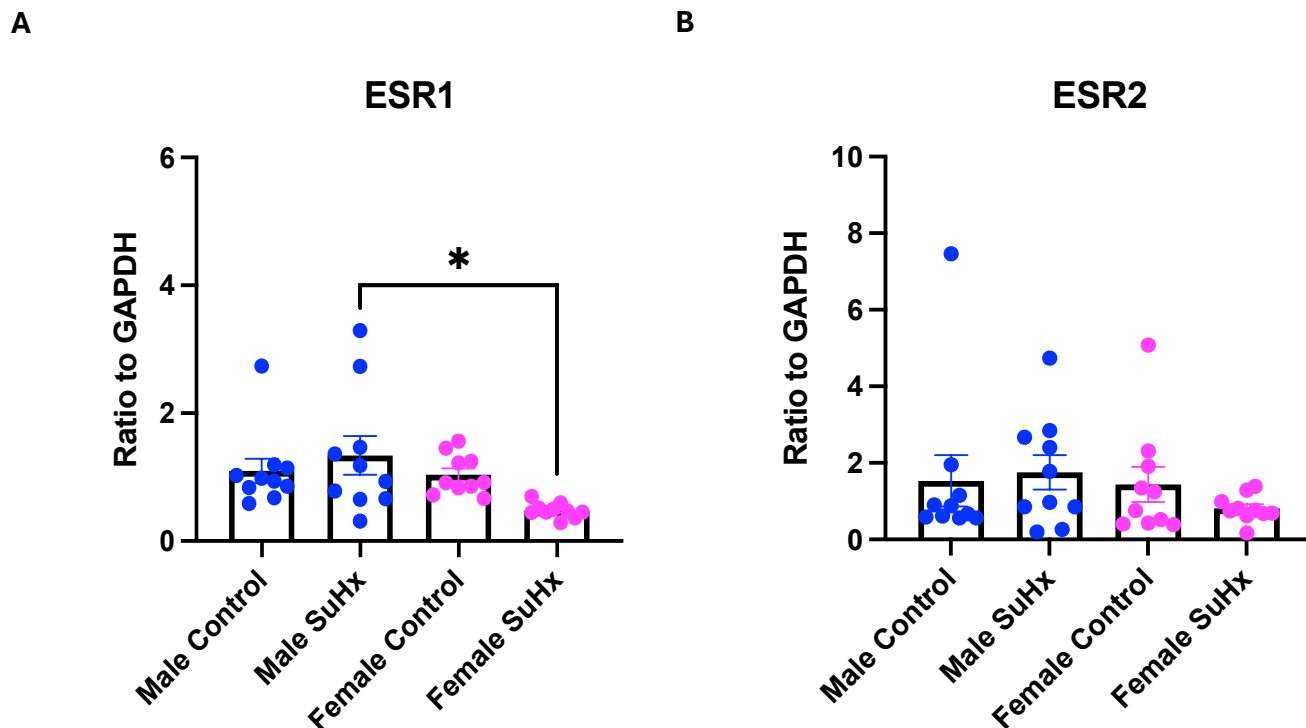 A
ESR1
Ratio to GAPDH
6
4
2
0
*
Male Control
Male SuHx
Female Control
Female SuHx
B
ESR2
Ratio to GAPDH
10
8
6
4
2
0
Male Control
Male SuHx
Female Control
Female SuHx